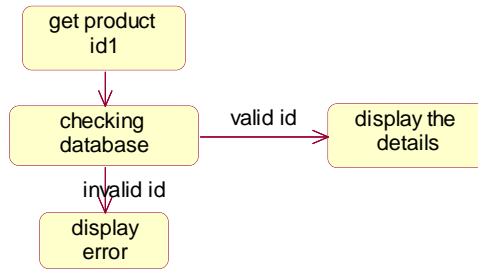 get product
id1
checking
database
valid id
display the
details
invalid id
display
error